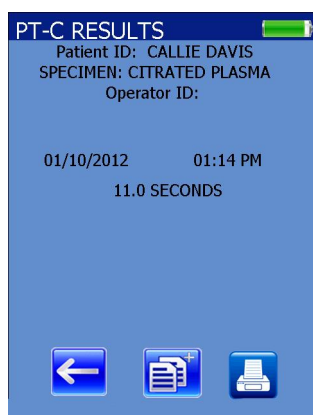 PT-C RESULTS
Patient ID: CALLIE DAVIS
SPECIMEN: CITRATED PLASMA
Operator ID:
01/10/2012 01:14 PM
11.0 SECONDS